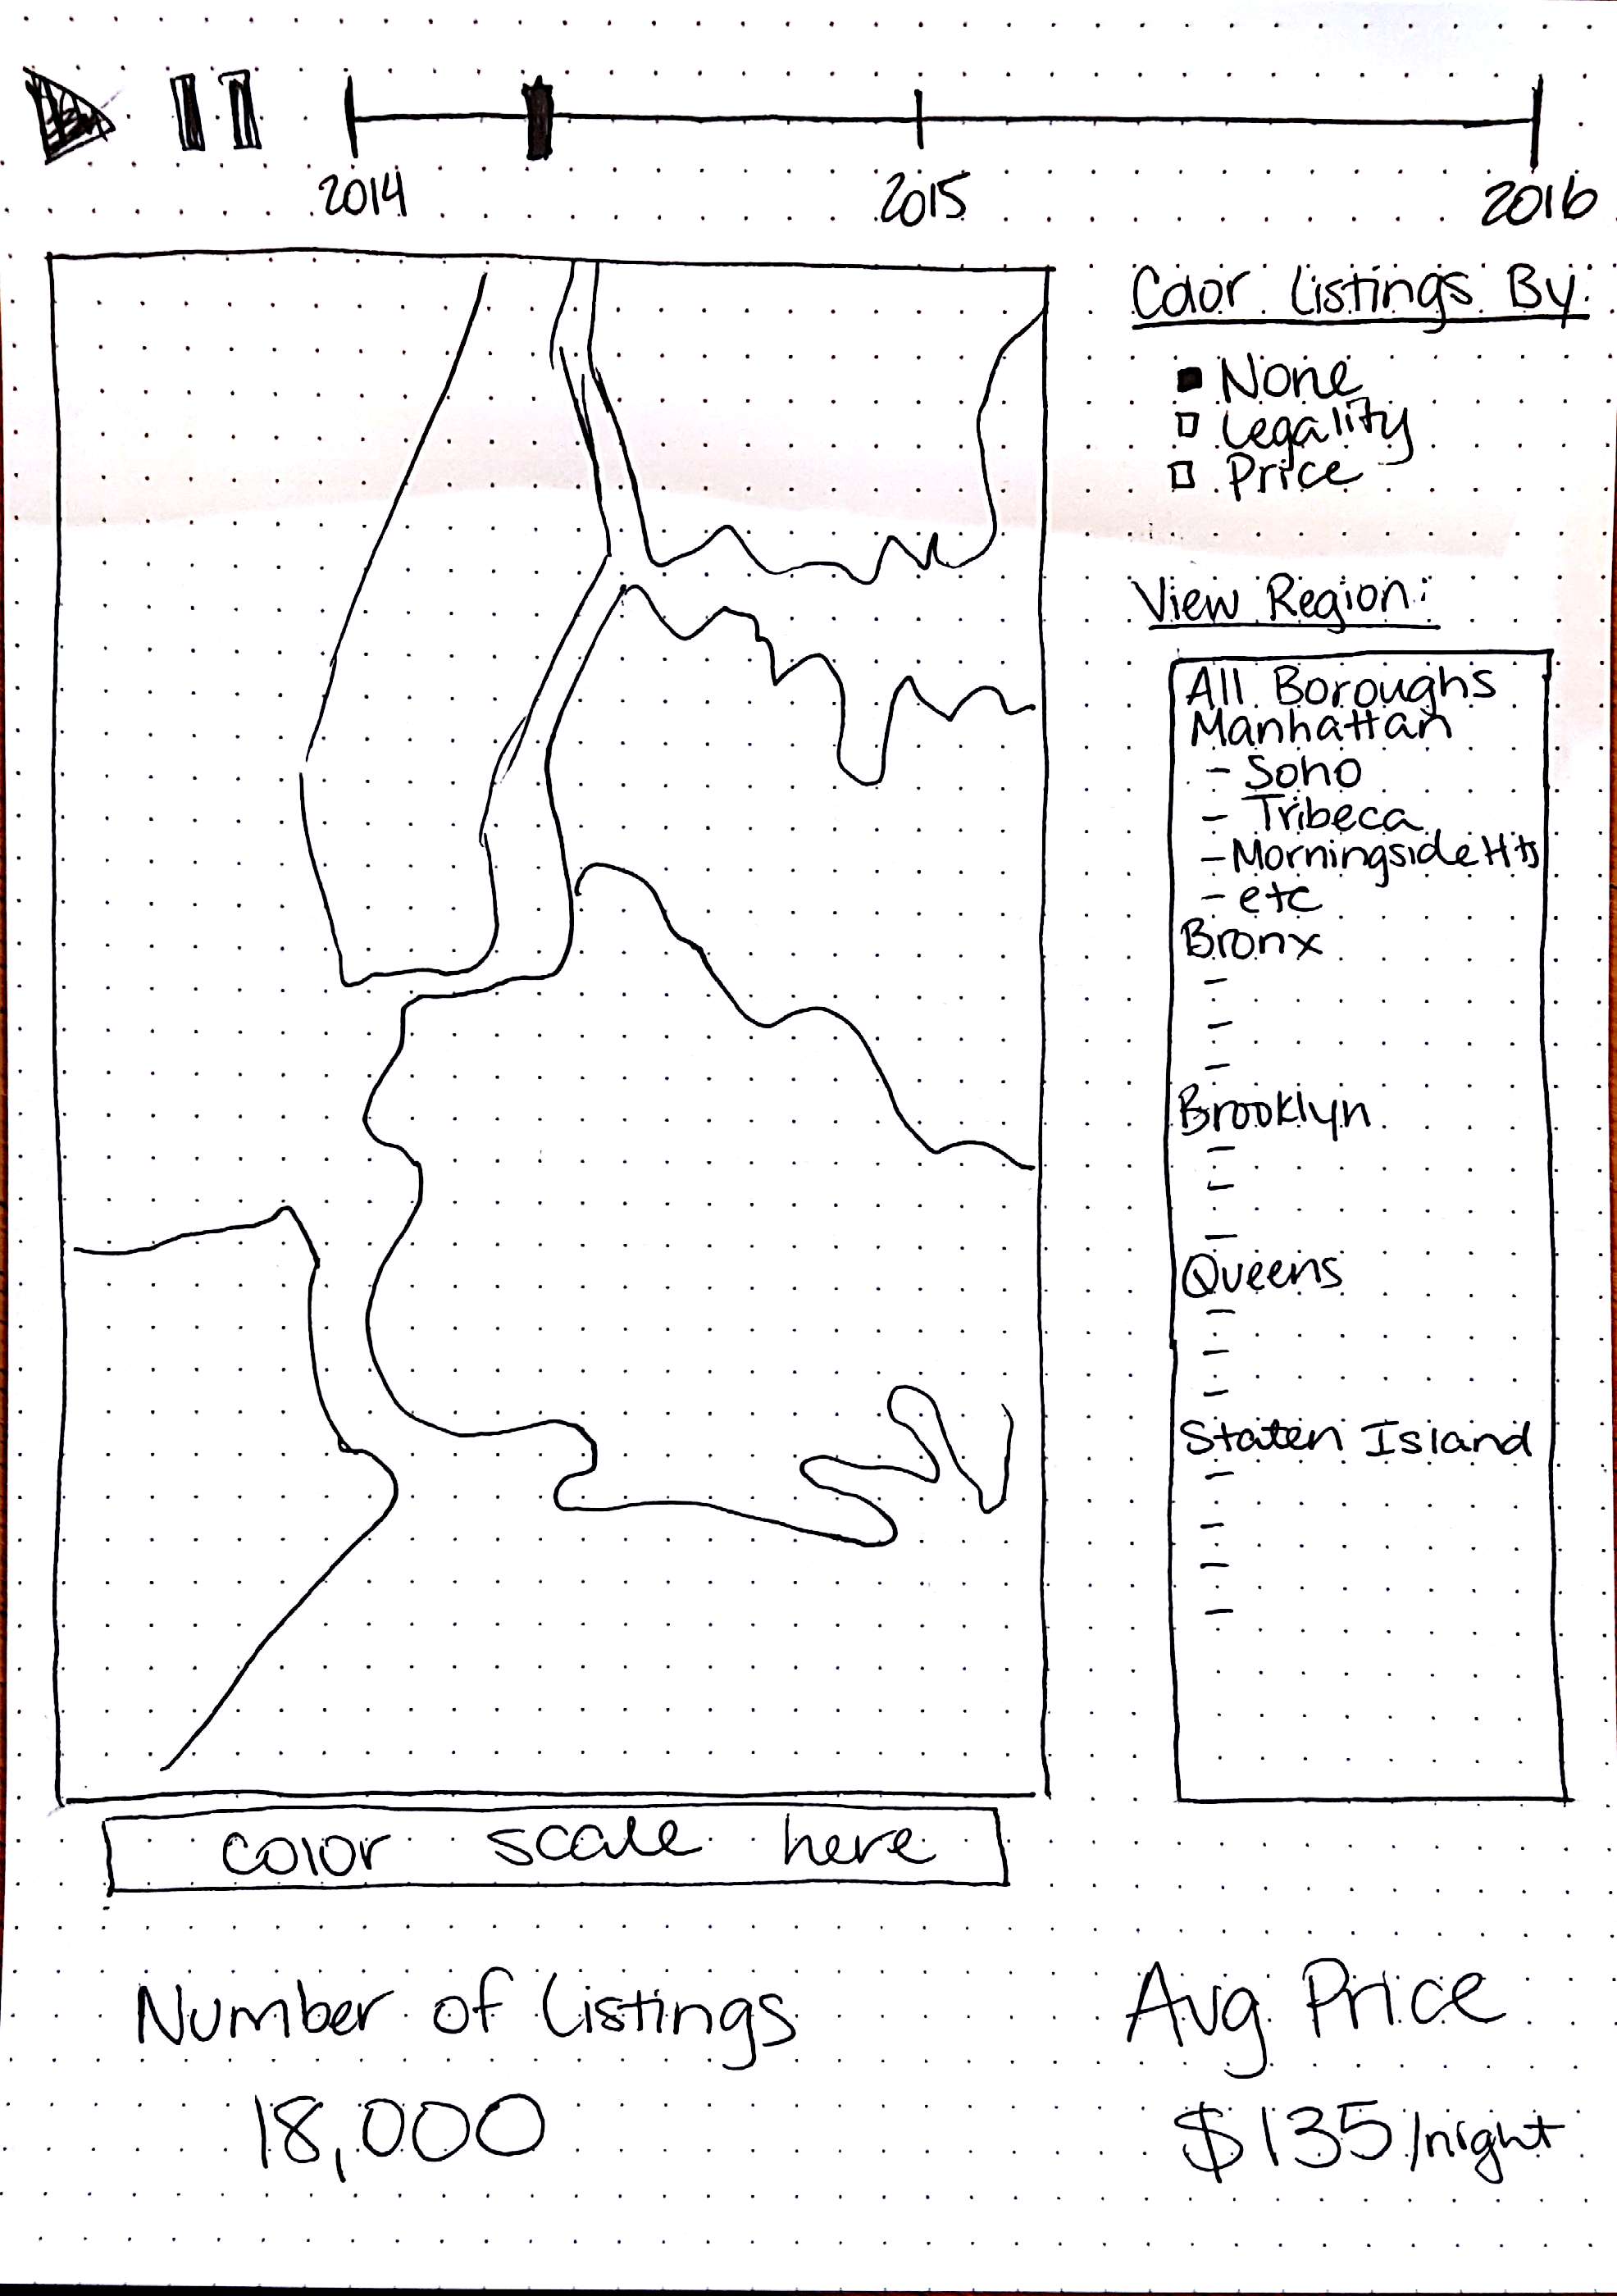 2014 2015 2016
Color Listings By:
None
Legality
Price
View Region:
All Boroughs
Manhattan
- Soho
- Tribeca
- Morningside Hts
- etc
Bronx
-
-
-
Brooklyn
-
-
-
Queens
-
-
-
Staten Island
-
-
-
-
color scale here
Number of Listings
18,000
Avg Price
$135/night